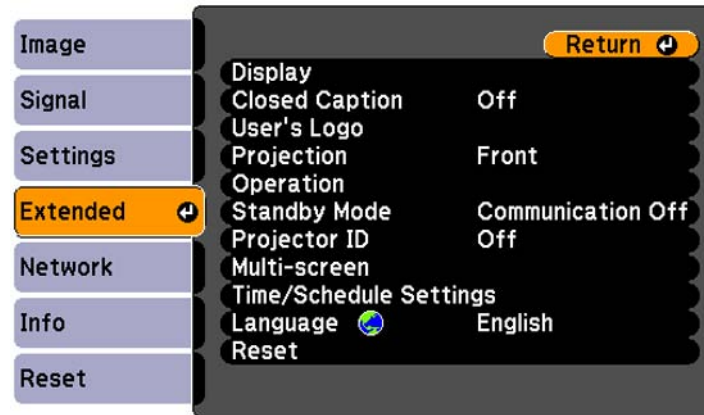 Image
Signal
Settings
Extended
Network
Info
Reset
Return
Display
Closed Caption Off
User's Logo
Projection Front
Operation
Standby Mode Communication Off
Projector ID Off
Multi-screen
Time/Schedule Settings
Language English
Reset